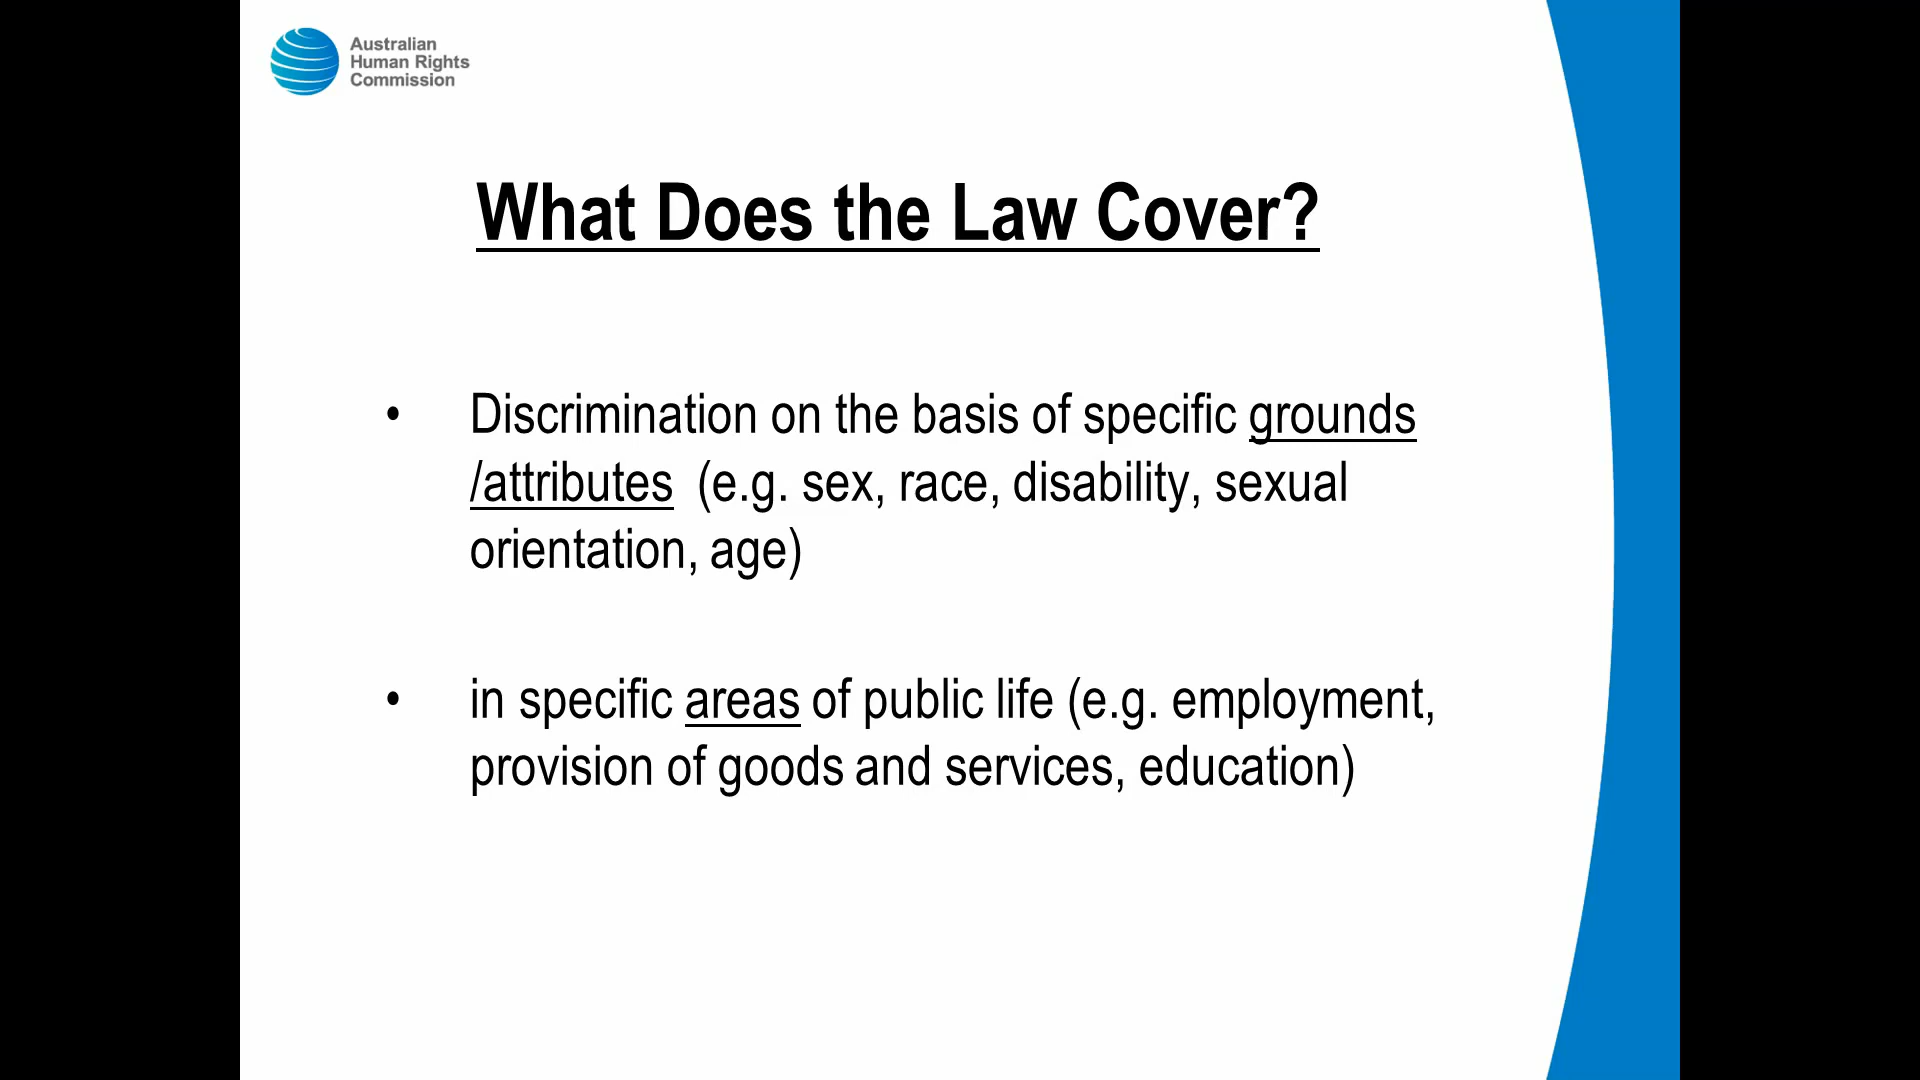 Australian
Human Rights
Commission
What Does the Law Cover?
• Discrimination on the basis of specific grounds
/attributes (e.g. sex, race, disability, sexual
orientation, age)
• in specific areas of public life (e.g. employment,
provision of goods and services, education)